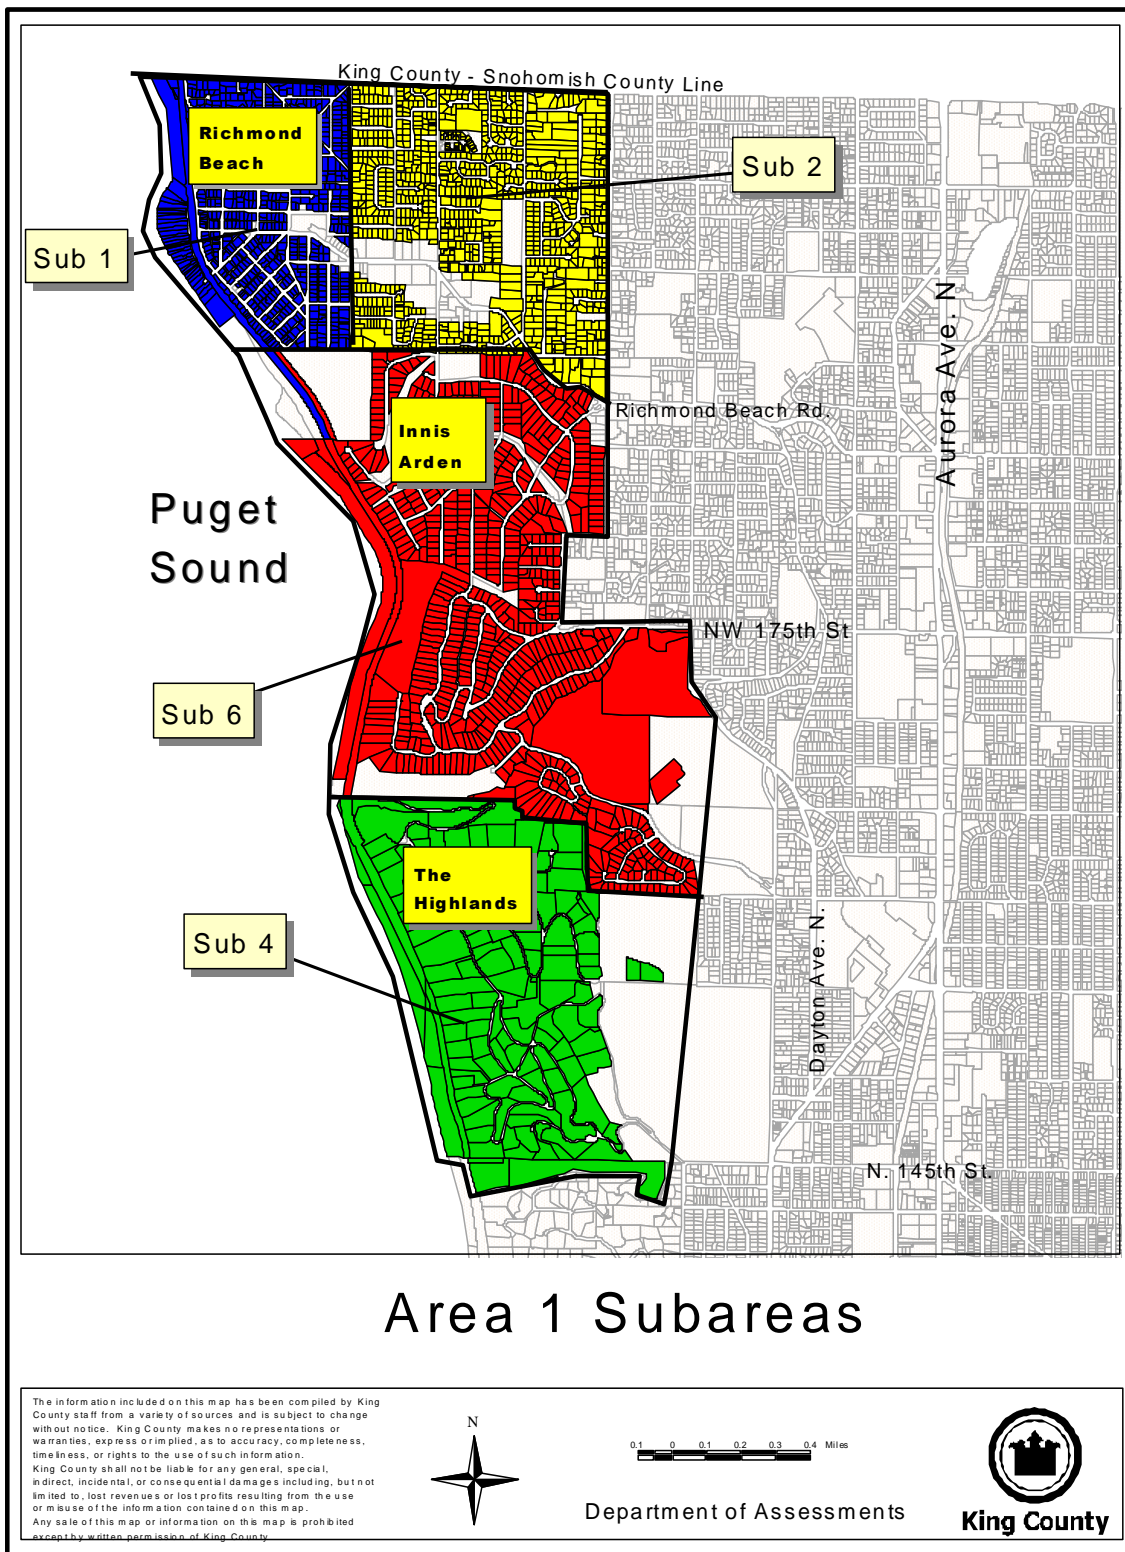 King County - Snohomish County Line
Richmond
Beach
Sub 2
Sub 1
Aurora Ave. N
Richmond Beach Rd.
Innis
Arden
Puget
Sound
NW 175th St
Sub 6
The
Highlands
Sub 4
Dayton Ave. N.
N. 145th St.
Area 1 Subareas
The information included on this map has been compiled by King
County staff from a variety of sources and is subject to change
without notice. King County makes no representations or
warranties, express or implied, as to accuracy, completeness,
timeliness, or rights to the use of such information.
King County shall not be liable for any general, special,
indirect, incidental, or consequential damages including, but not
limited to, lost revenues or lost profits resulting from the use
or misuse of the information contained on this map.
Any sale of this map or information on this map is prohibited
except by written permission of King County
N
0.1 0 0.1 0.2 0.3 0.4 Miles
Department of Assessments
King County